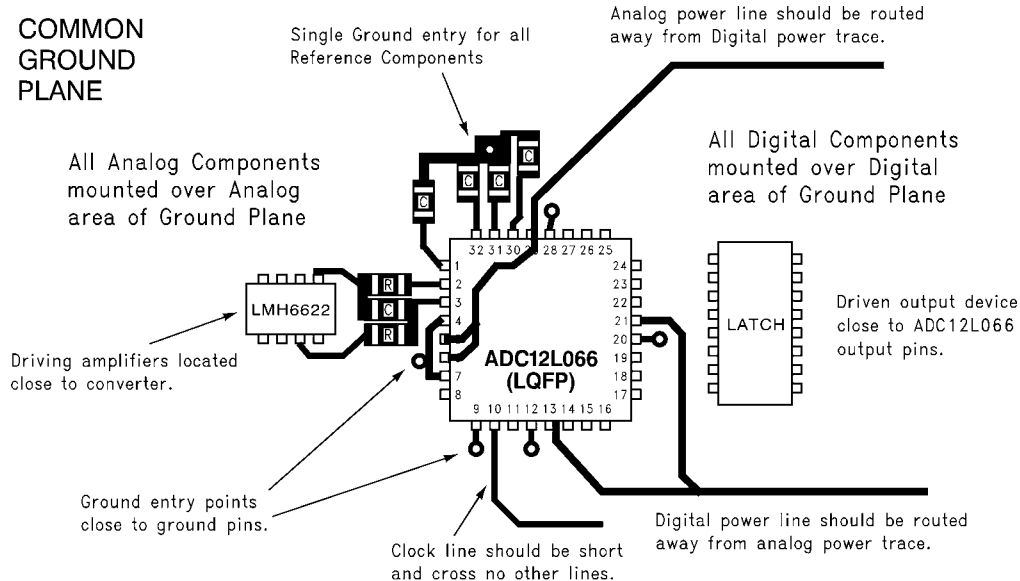 COMMON
GROUND
PLANE
Single Ground entry for all
Reference Components
Analog power line should be routed
away from Digital power trace.
All Analog Components
mounted over Analog
area of Ground Plane
All Digital Components
mounted over Digital
area of Ground Plane
C
C
C
C
32 31 30 28 27 26 25
1
2
3
4
7
8
24
23
22
21
20
19
18
17
9 10 11 12 13 14 15 16
R
C
R
LMH6622
ADC12L066
(LQFP)
LATCH
Driven output device
close to ADC12L066
output pins.
Driving amplifiers located
close to converter.
Ground entry points
close to ground pins.
Clock line should be short
and cross no other lines.
Digital power line should be routed
away from analog power trace.